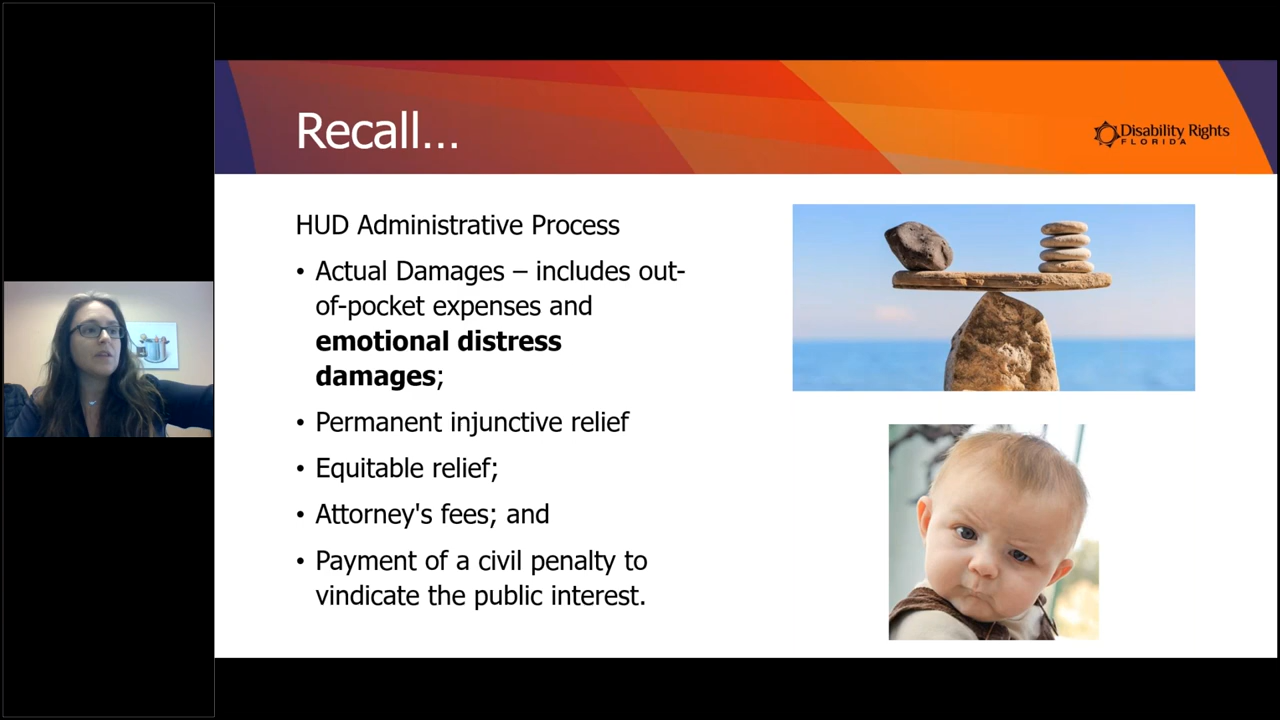 Recall...
Disability Rights
FLORIDA
HUD Administrative Process
• Actual Damages – includes out-
of-pocket expenses and
emotional distress
damages;
• Permanent injunctive relief
• Equitable relief;
• Attorney's fees; and
• Payment of a civil penalty to
vindicate the public interest.